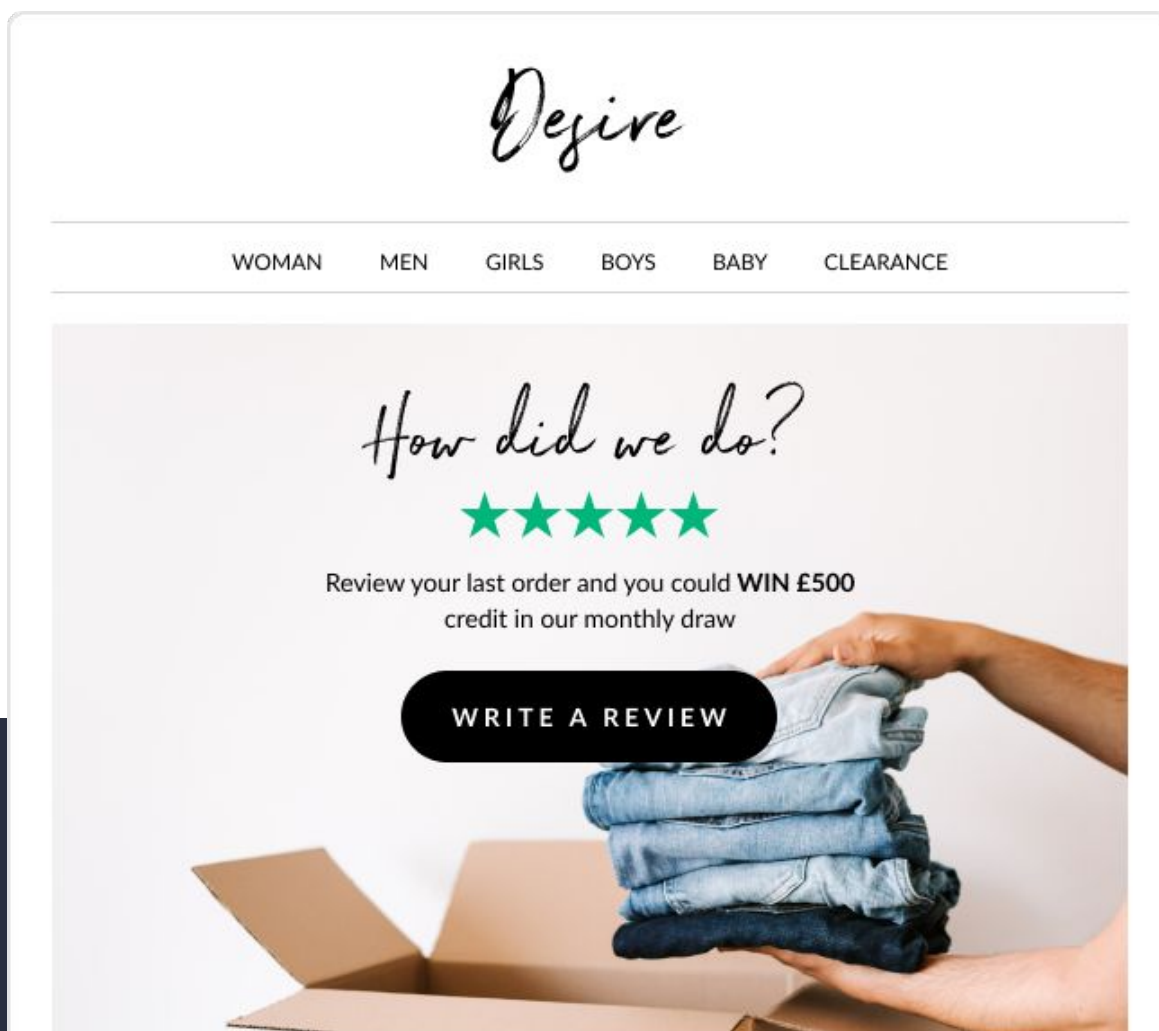 Desire
WOMAN MEN GIRLS BOYS BABY CLEARANCE
How did we do?
Review your last order and you could WIN £500
credit in our monthly draw
WRITE A REVIEW